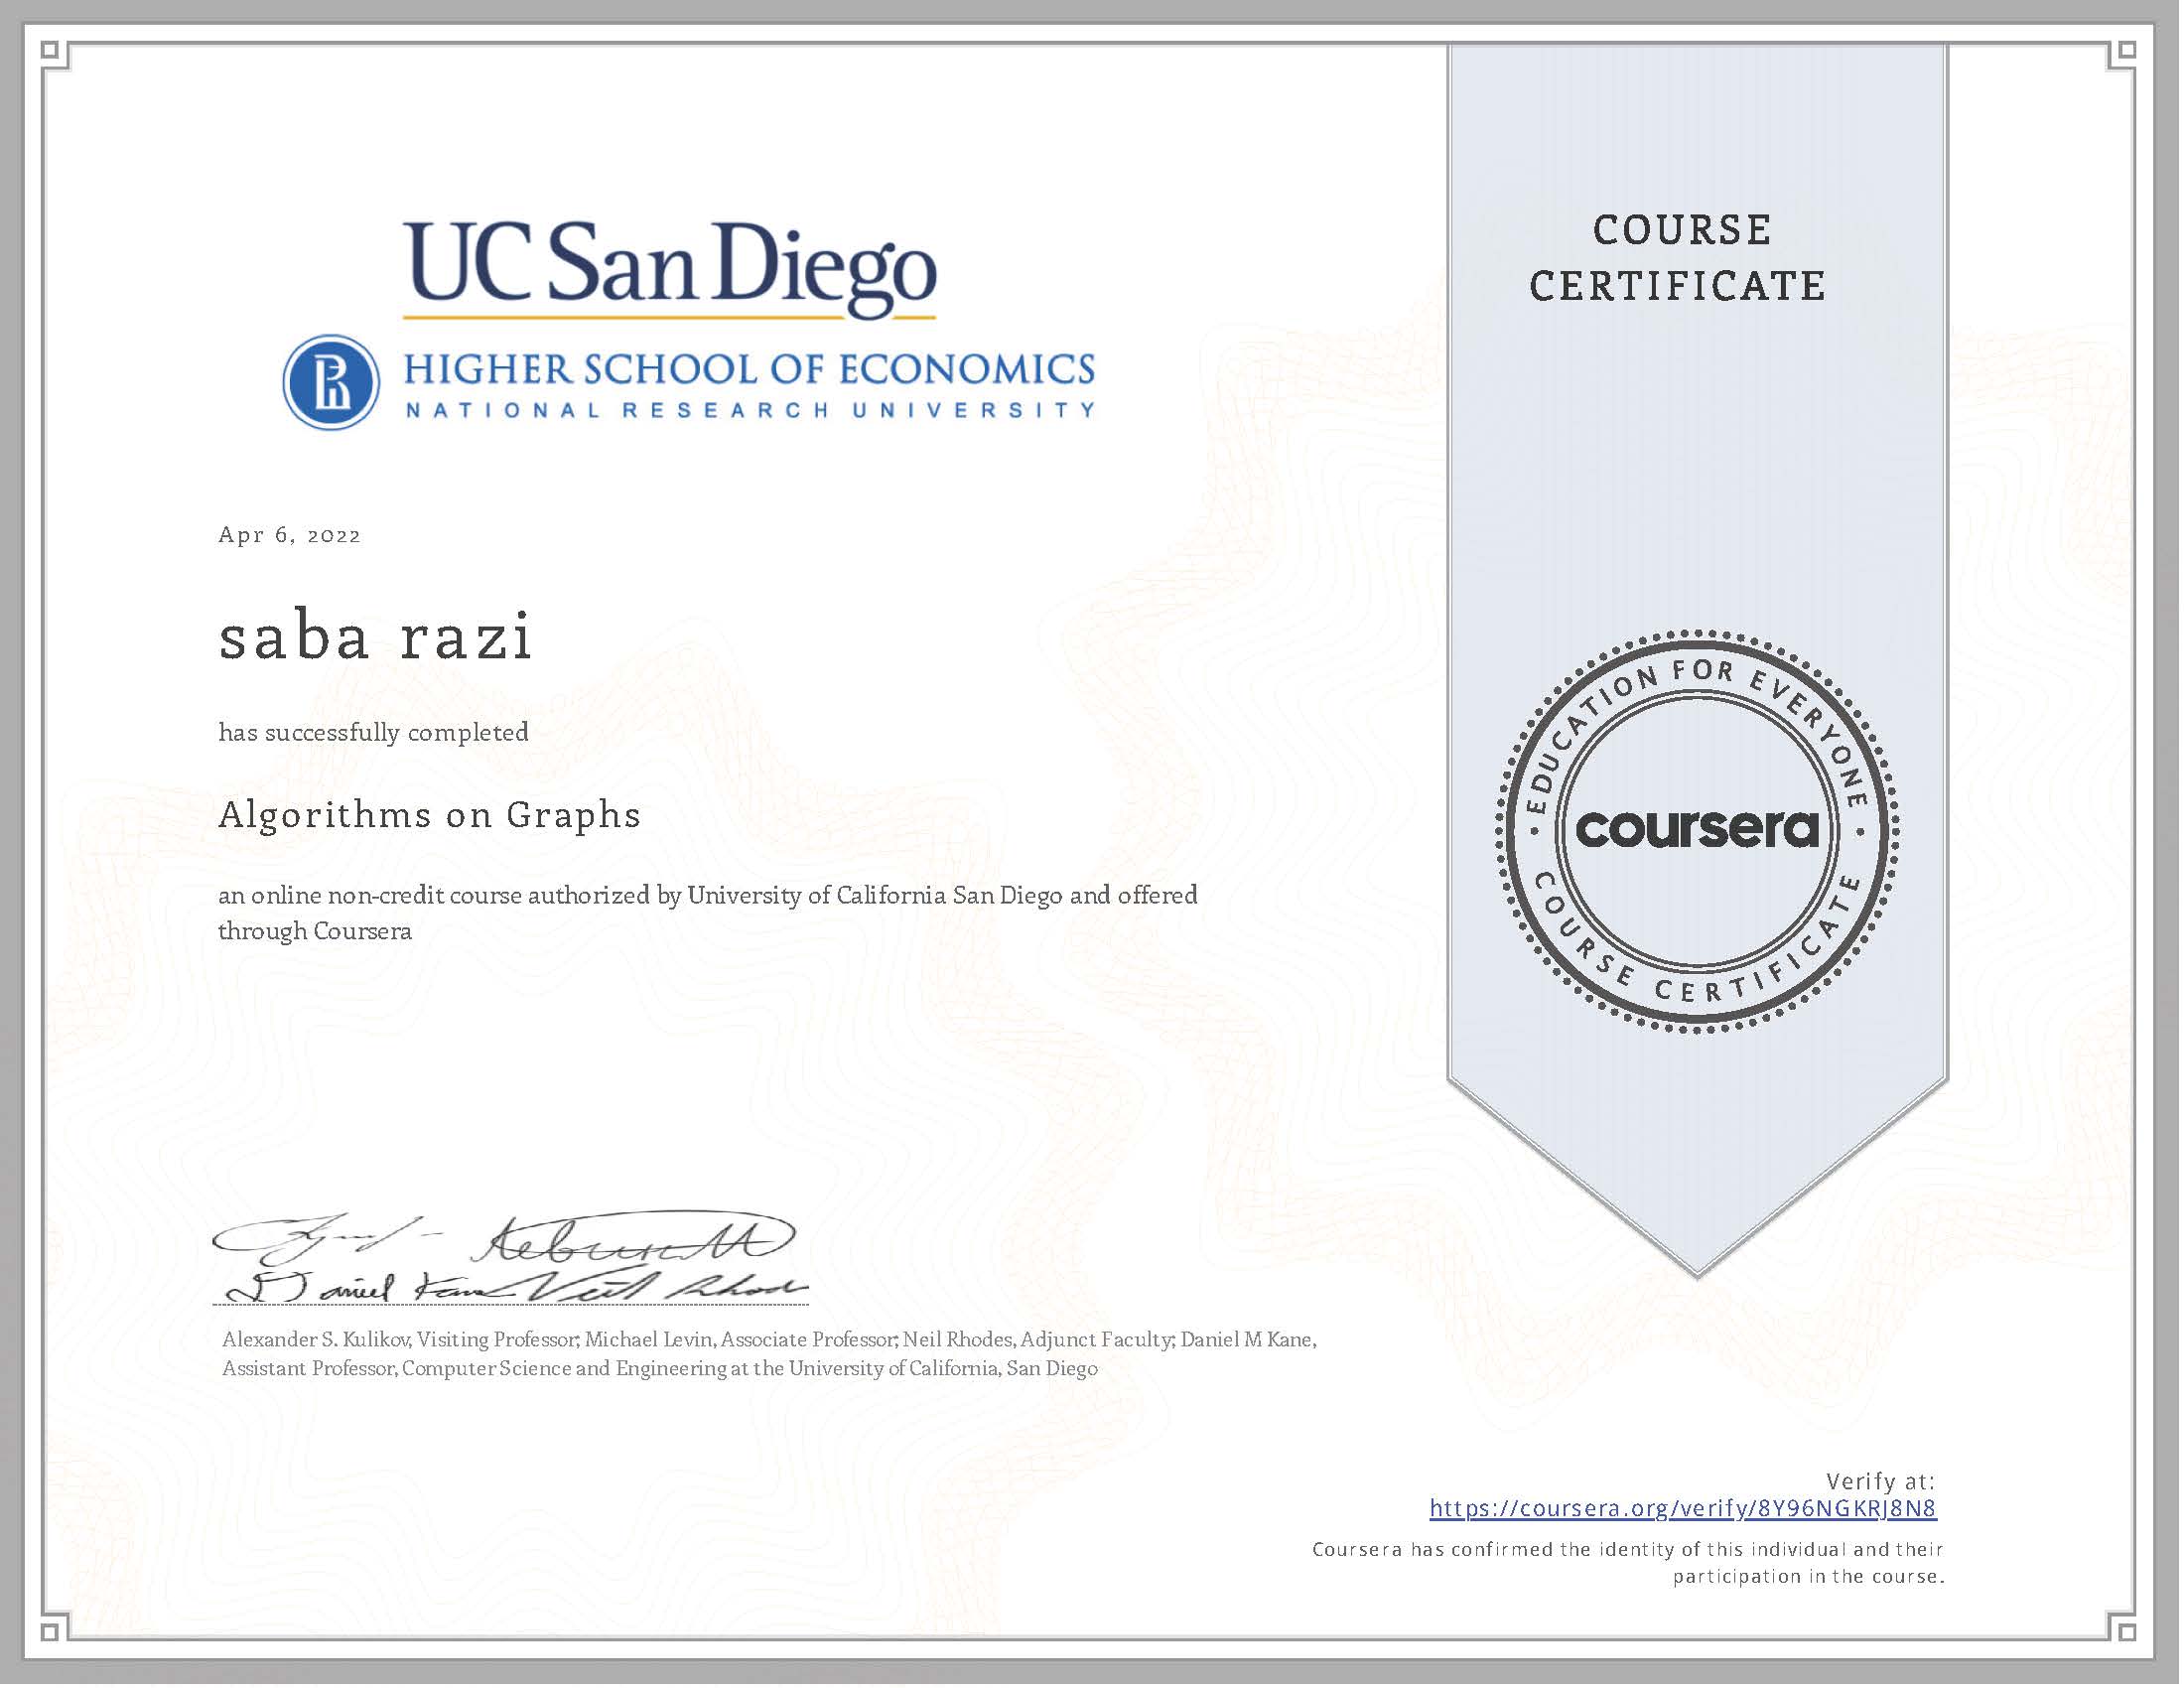 UC San Diego
HIGHER SCHOOL OF ECONOMICS
NATIONAL RESEARCH UNIVERSITY
COURSE
CERTIFICATE
Apr 6, 2022
saba razi
has successfully completed
Algorithms on Graphs
an online non-credit course authorized by University of California San Diego and offered
through Coursera
EDUCATION FOR EVERYONE
coursera
COURSE CERTIFICATE
Daniel Kane Neil Rhodes
Alexander S. Kulikov, Visiting Professor; Michael Levin, Associate Professor; Neil Rhodes, Adjunct Faculty; Daniel M Kane,
Assistant Professor, Computer Science and Engineering at the University of California, San Diego
Verify at:
https://coursera.org/verify/8Y96NGKRJ8N8
Coursera has confirmed the identity of this individual and their
participation in the course.